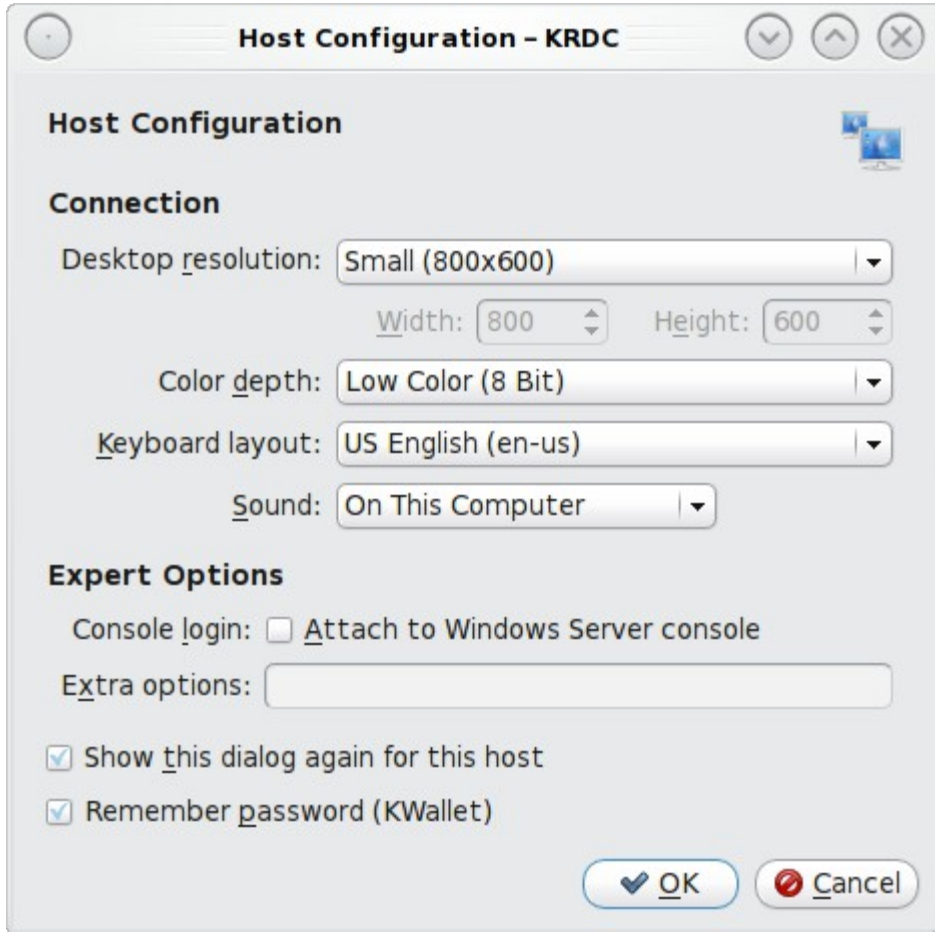 Host Configuration – KRDC
Host Configuration
Connection
Desktop resolution: Small (800x600)
Width: 800 Height: 600
Color depth: Low Color (8 Bit)
Keyboard layout: US English (en-us)
Sound: On This Computer
Expert Options
Console login: Attach to Windows Server console
Extra options:
Show this dialog again for this host
Remember password (KWallet)
OK Cancel